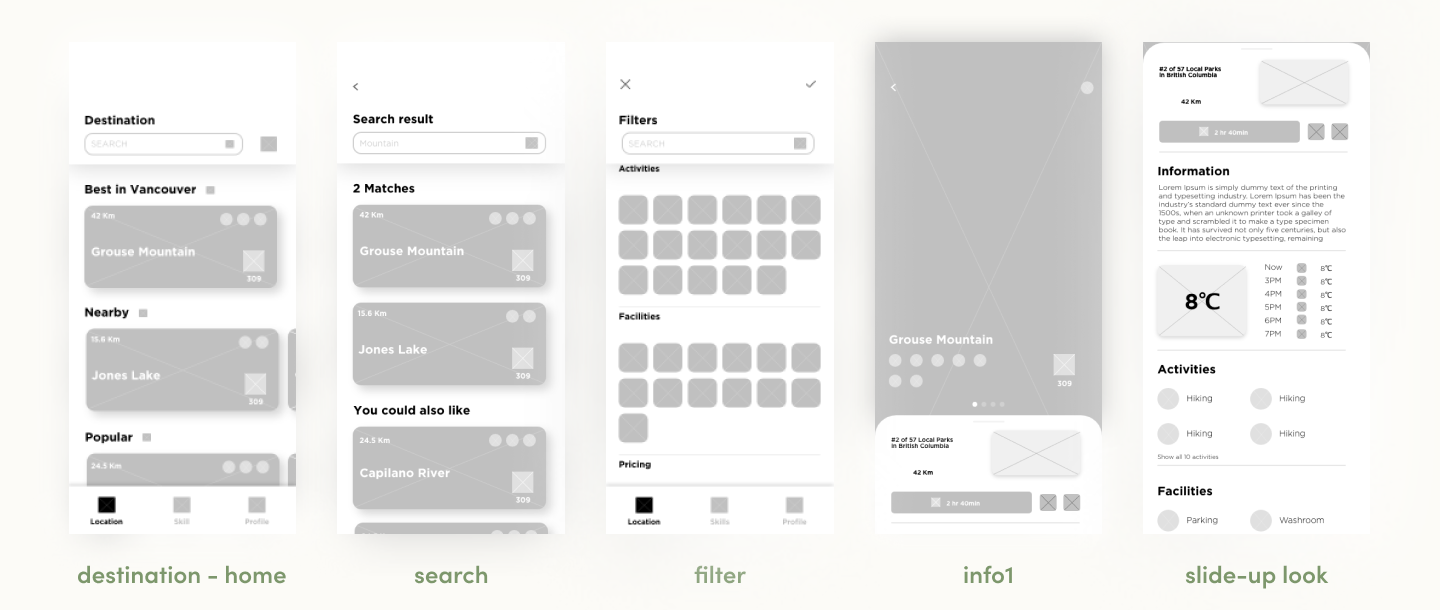 Destination
SEARCH
Best in Vancouver
42 Km
Grouse Mountain
309
Nearby
15.6 Km
Jones Lake
309
Popular
24.5 Km
Location
Skill
Profile
destination - home
<
Search result
Mountain
2 Matches
42 Km
Grouse Mountain
309
15.6 Km
Jones Lake
309
You could also like
24.5 Km
Capilano River
309
search
Filters
SEARCH
Activities
Facilities
Pricing
Location
Skills
Profile
filter
<
Grouse Mountain
309
#2 of 57 Local Parks
in British Columbia
42 Km
2 hr 40min
info1
#2 of 57 Local Parks
in British Columbia
42 Km
2 hr 40min
Information
Lorem Ipsum is simply dummy text of the printing
and typesetting industry. Lorem Ipsum has been the
industry's standard dummy text ever since the
1500s, when an unknown printer took a galley of
type and scrambled it to make a type specimen
book. It has survived not only five centuries, but also
the leap into electronic typesetting, remaining
8℃
Now 8℃
3PM 8℃
4PM 8℃
5PM 8℃
6PM 8℃
7PM 8℃
Activities
Hiking Hiking
Hiking Hiking
Show all 10 activities
Facilities
Parking Washroom
slide-up look